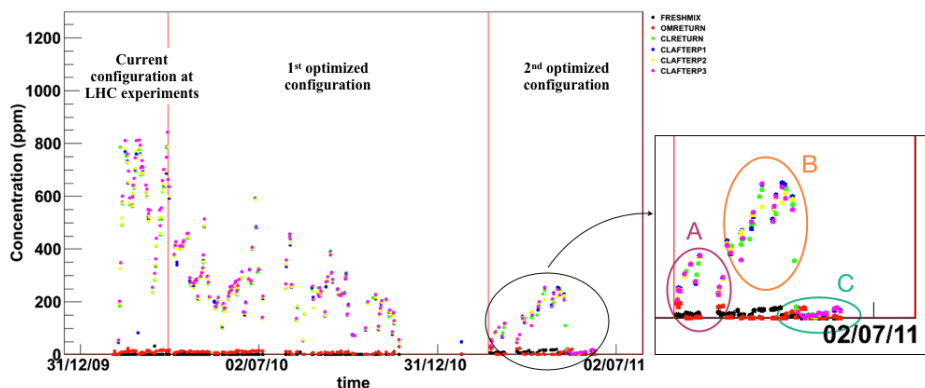 FRESHMIX
OMRETURN
CLRETURN
CLAFTERP1
CLAFTERP2
CLAFTERP3
1200
1000
800
600
400
200
0
Concentration (ppm)
Current
configuration at
LHC experiments
1st optimized
configuration
2nd optimized
configuration
A
B
C
02/07/11
31/12/09
02/07/10
31/12/10
02/07/11
time